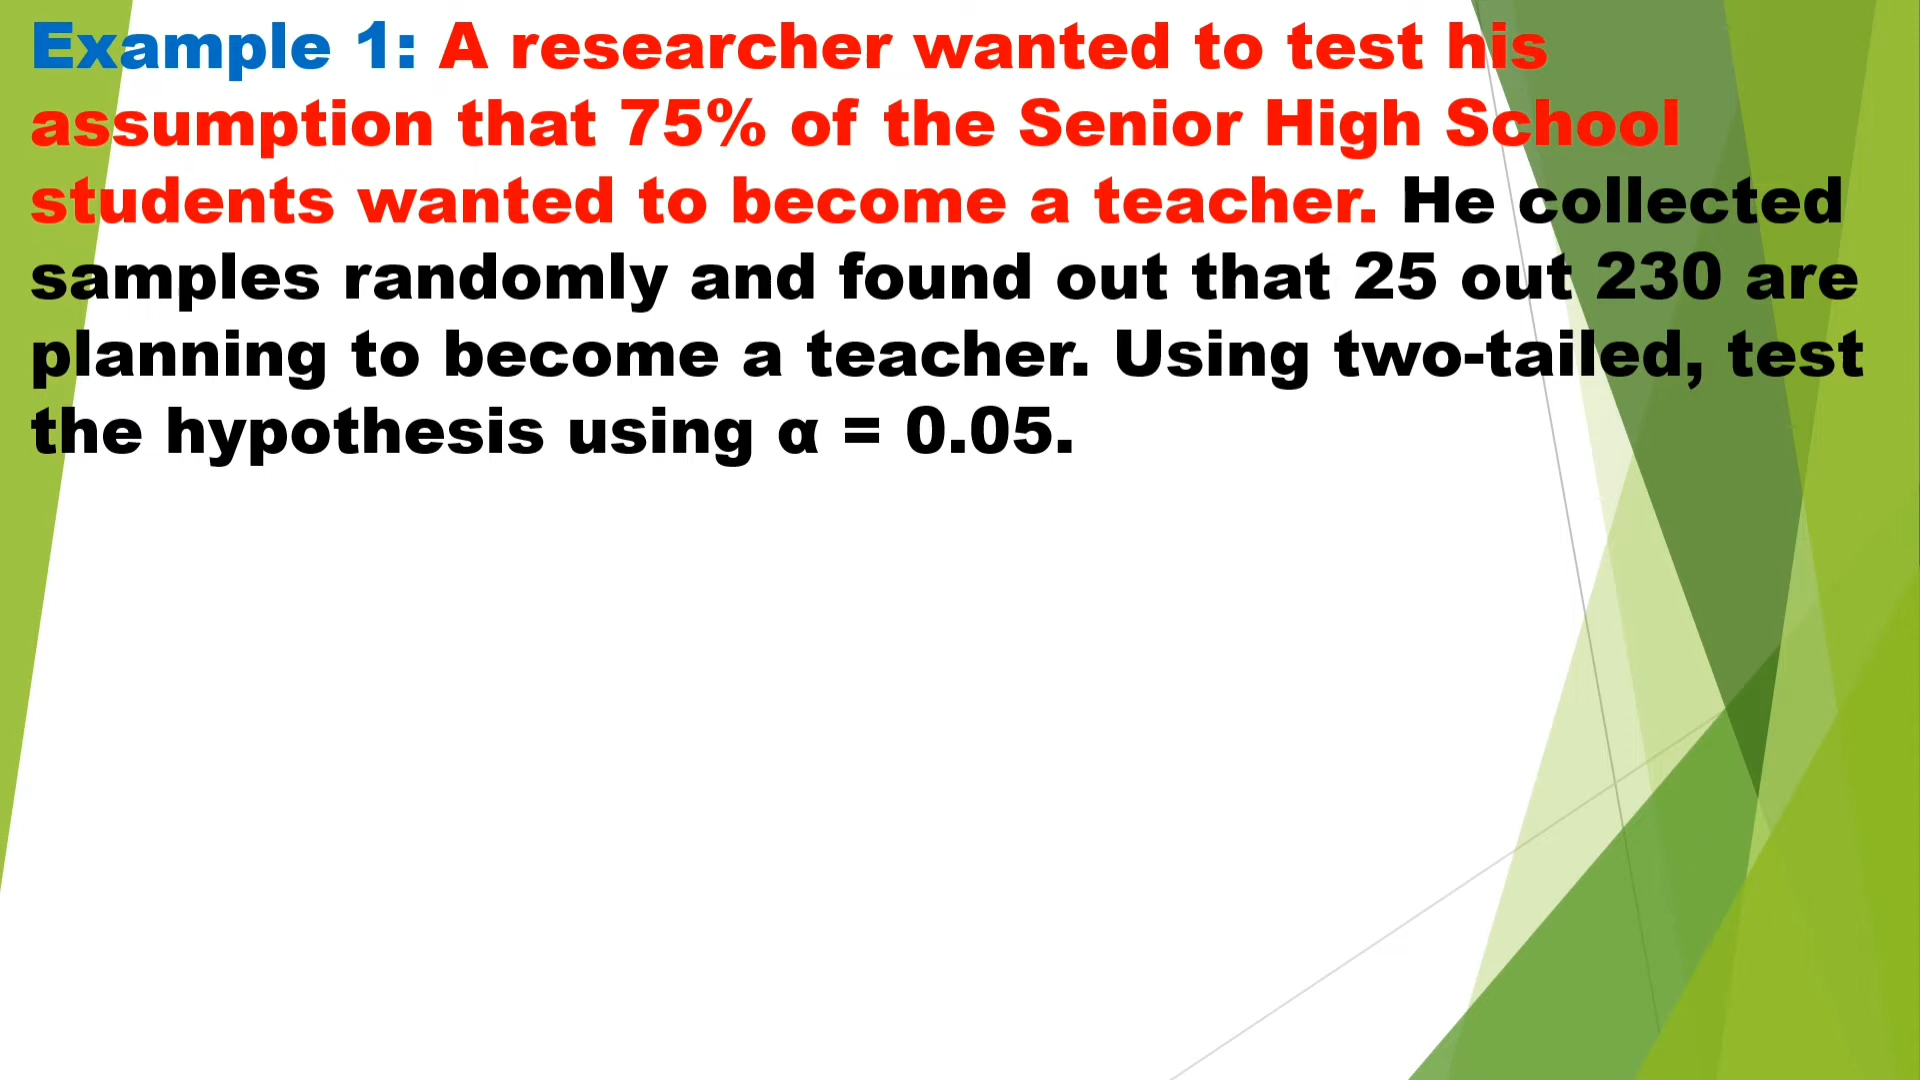 Example 1: A researcher wanted to test his
assumption that 75% of the Senior High School
students wanted to become a teacher. He collected
samples randomly and found out that 25 out 230 are
planning to become a teacher. Using two-tailed, test
the hypothesis using α = 0.05.